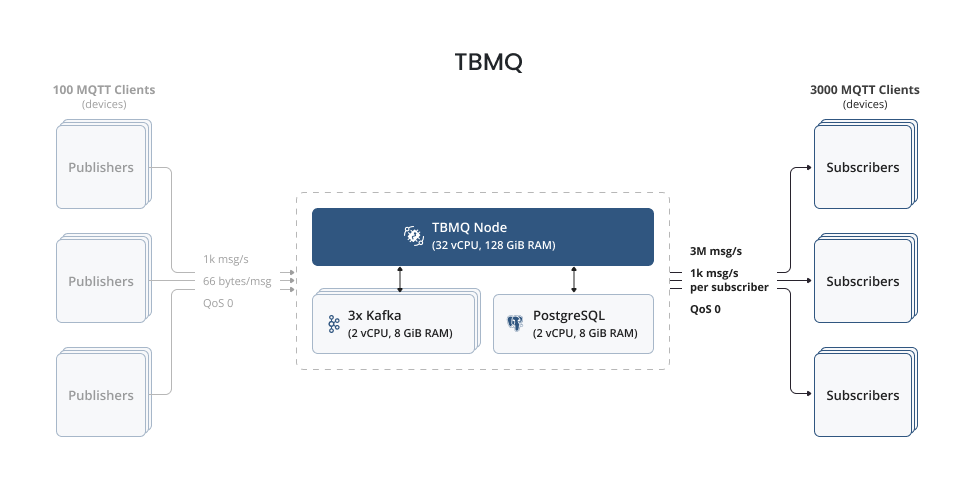 TBMQ
100 MQTT Clients
(devices)
Publishers
Publishers
Publishers
1k msg/s
66 bytes/msg
QoS 0
TBMQ Node
(32 vCPU, 128 GiB RAM)
3x Kafka
(2 vCPU, 8 GiB RAM)
PostgreSQL
(2 vCPU, 8 GiB RAM)
3M msg/s
1k msg/s
per subscriber
QoS 0
3000 MQTT Clients
(devices)
Subscribers
Subscribers
Subscribers